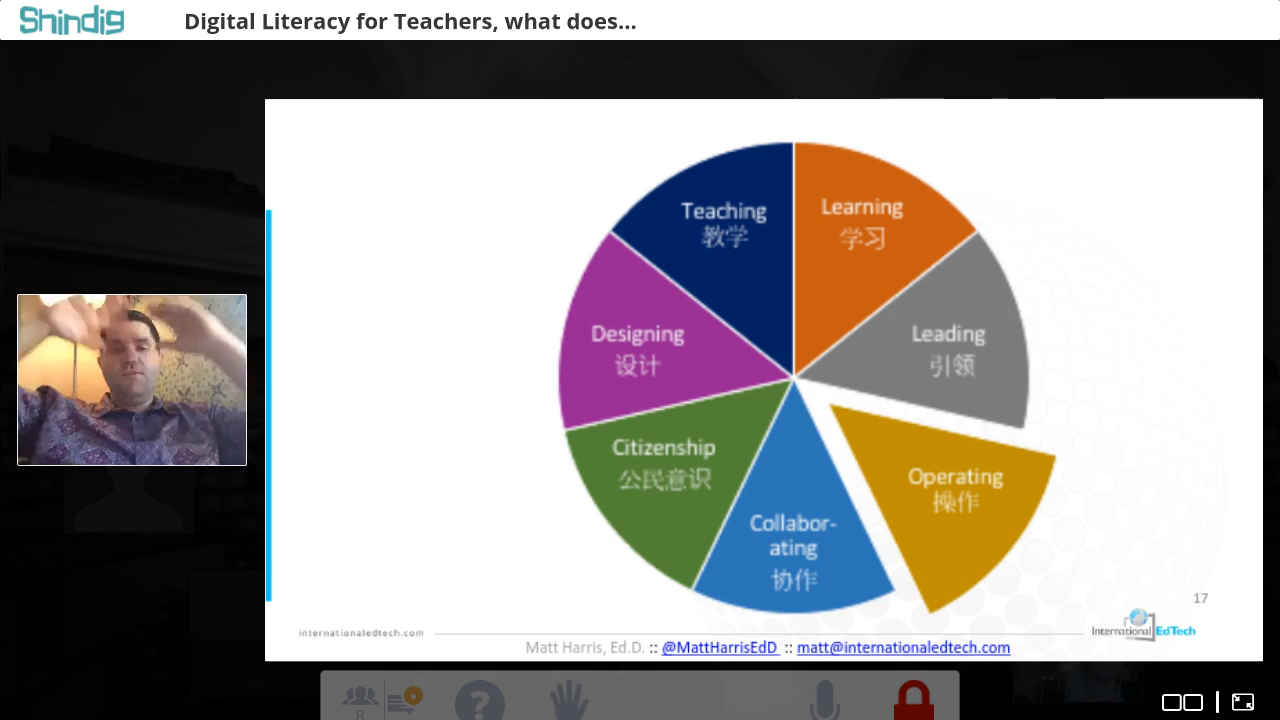 Shindig
Digital Literacy for Teachers, what does...
Teaching
教学
Learning
学习
Designing
设计
Leading
引领
Citizenship
公民意识
Operating
操作
Collabor-
ating
协作
17
internationaledtech.com
International EdTech
Matt Harris, Ed.D. :: @MattHarrisEdD :: matt@internationaledtech.com
8
?